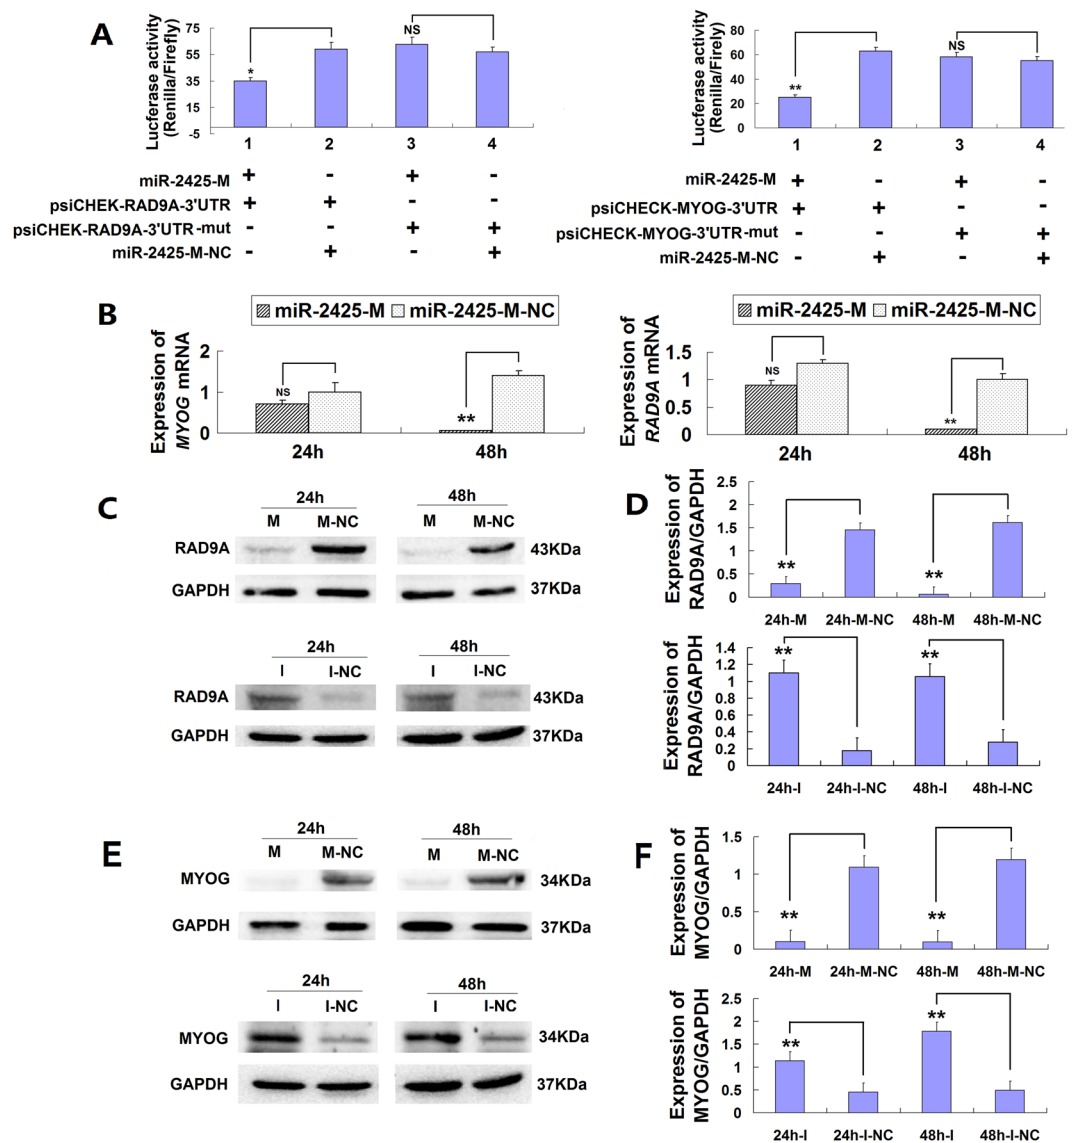 A
Lucferase activity
(Renilla/Firefly)
75
55
35
15
-5
*
NS
1 2 3 4
miR-2425-M + - + -
psiCHEK-RAD9A-3'UTR + + - -
psiCHEK-RAD9A-3'UTR-mut - - + +
miR-2425-M-NC - + - +
Lucferase activity
(Renilla/Firely)
80
60
40
20
0
**
NS
1 2 3 4
miR-2425-M + - + -
psiCHECK-MYOG-3'UTR + + - -
psiCHECK-MYOG-3'UTR-mut - - + +
miR-2425-M-NC - + - +
B
miR-2425-M miR-2425-M-NC
Expression of
MYOG mRNA
2
1
0
NS
**
24h 48h
miR-2425-M miR-2425-M-NC
Expression of
RAD9A mRNA
1.5
1
0.5
0
NS
**
24h 48h
C
24h 48h
M M-NC M M-NC
RAD9A 43KDa
GAPDH 37KDa
24h 48h
I I-NC I I-NC
RAD9A 43KDa
GAPDH 37KDa
D
Expression of
RAD9A/GAPDH
2.5
2
1.5
1
0.5
0
**
**
24h-M 24h-M-NC 48h-M 48h-M-NC
Expression of
RAD9A/GAPDH
1.4
1.2
1
0.8
0.6
0.4
0.2
0
**
**
24h-I 24h-I-NC 48h-I 48h-I-NC
E
24h 48h
M M-NC M M-NC
MYOG 34KDa
GAPDH 37KDa
24h 48h
I I-NC I I-NC
MYOG 34KDa
GAPDH 37KDa
F
Expression of
MYOG/GAPDH
1.5
1
0.5
0
**
**
24h-M 24h-M-NC 48h-M 48h-M-NC
Expression of
MYOG/GAPDH
2.5
2
1.5
1
0.5
0
**
**
24h-I 24h-I-NC 48h-I 48h-I-NC